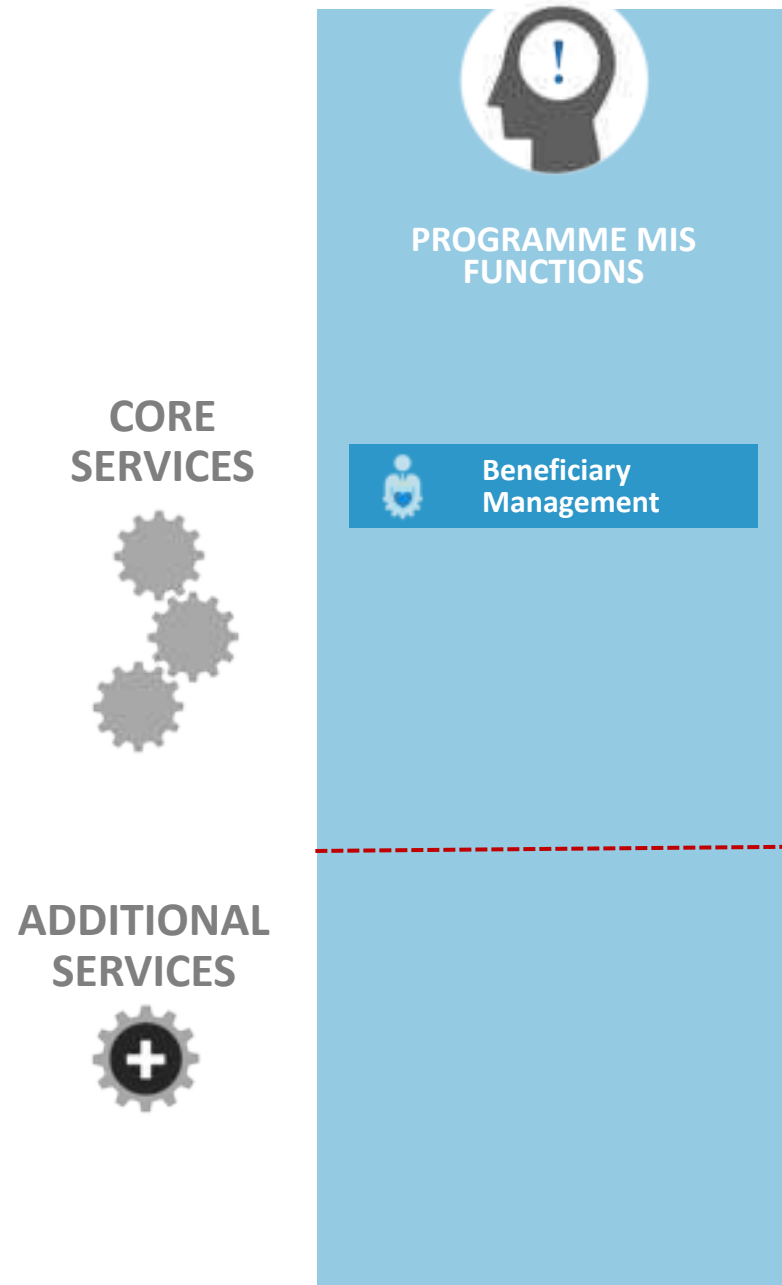 PROGRAMME MIS
FUNCTIONS
CORE
SERVICES
Beneficiary
Management
ADDITIONAL
SERVICES